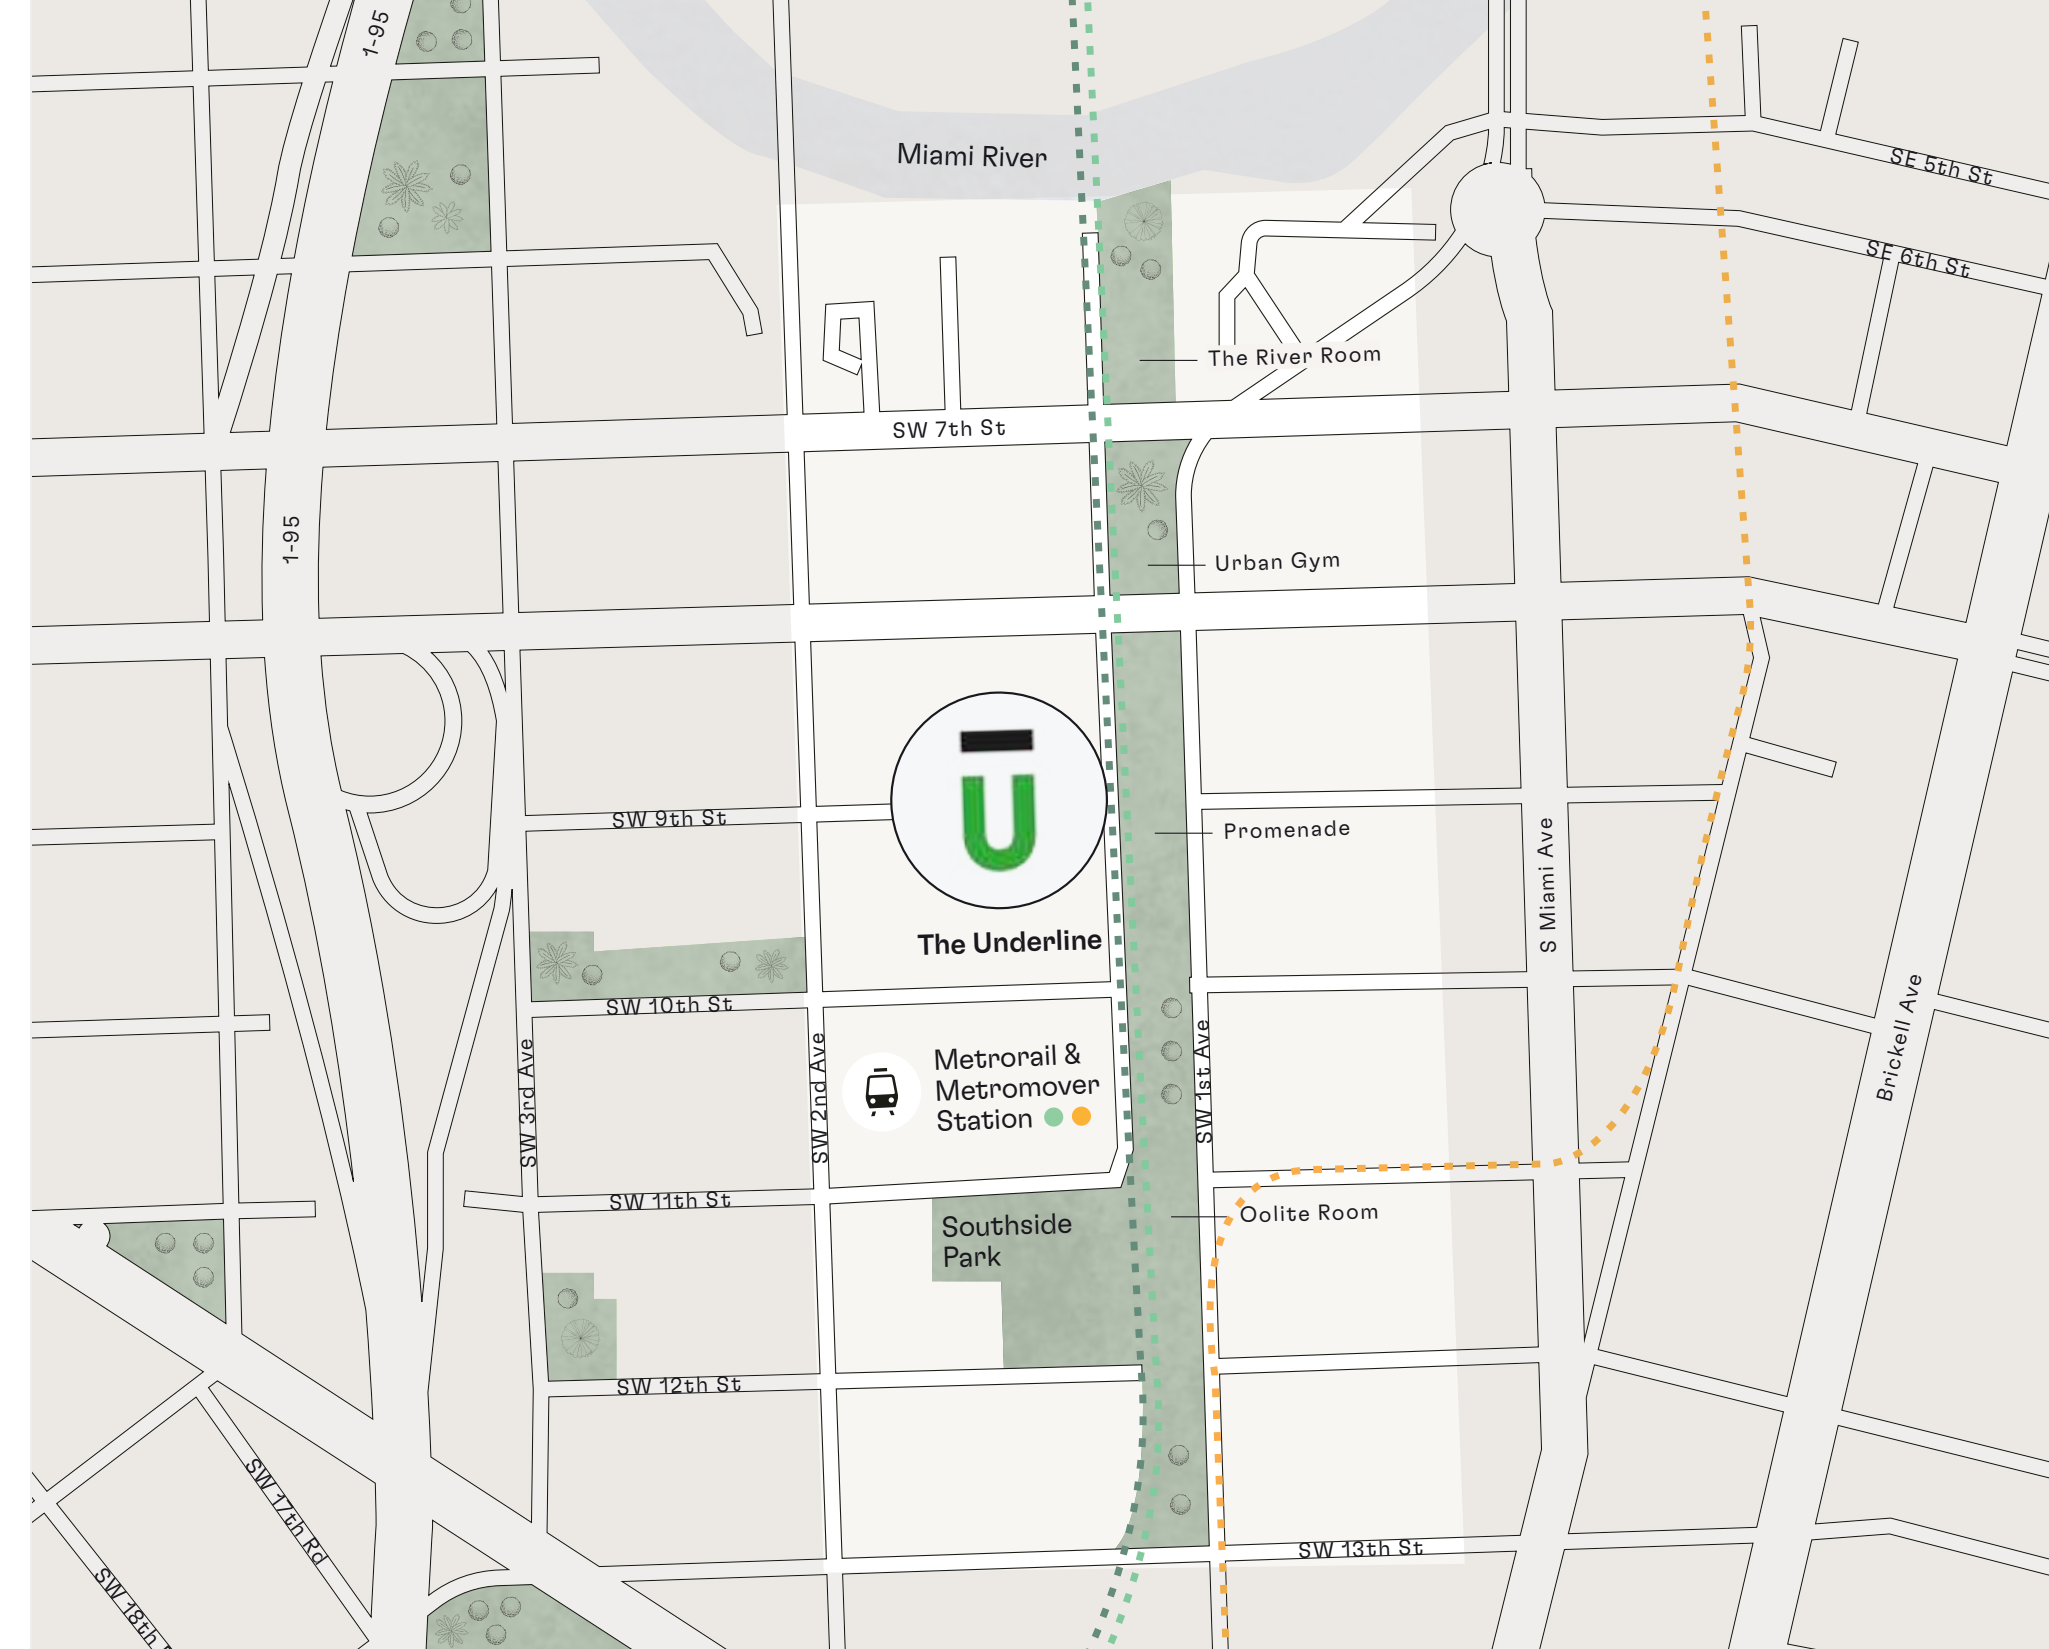 1-95
Miami River
SE 5th St
SE 6th St
The River Room
SW 7th St
1-95
Urban Gym
SW 9th St
Promenade
S Miami Ave
The Underline
SW 10th St
Brickell Ave
SW 3rd Ave
SW 2nd Ave
Metrorail &
Metromover
Station
SW 1st Ave
SW 11th St
Southside
Park
Oolite Room
SW 12th St
SW 17th Rd
SW 13th St
SW 18th